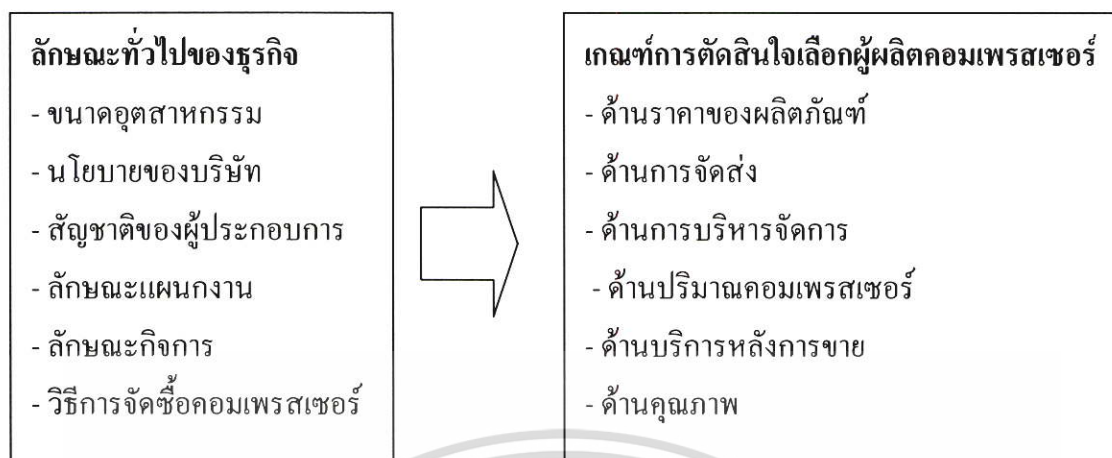 ลักษณะทั่วไปของธุรกิจ
- ขนาดอุตสาหกรรม
- นโยบายของบริษัท
- สัญชาติของผู้ประกอบการ
- ลักษณะแผนกงาน
- ลักษณะกิจการ
- วิธีการจัดซื้อคอมเพรสเซอร์
เกณฑ์การตัดสินใจเลือกผู้ผลิตคอมเพรสเซอร์
- ด้านราคาของผลิตภัณฑ์
- ด้านการจัดส่ง
- ด้านการบริหารจัดการ
- ด้านปริมาณคอมเพรสเซอร์
- ด้านบริการหลังการขาย
- ด้านคุณภาพ